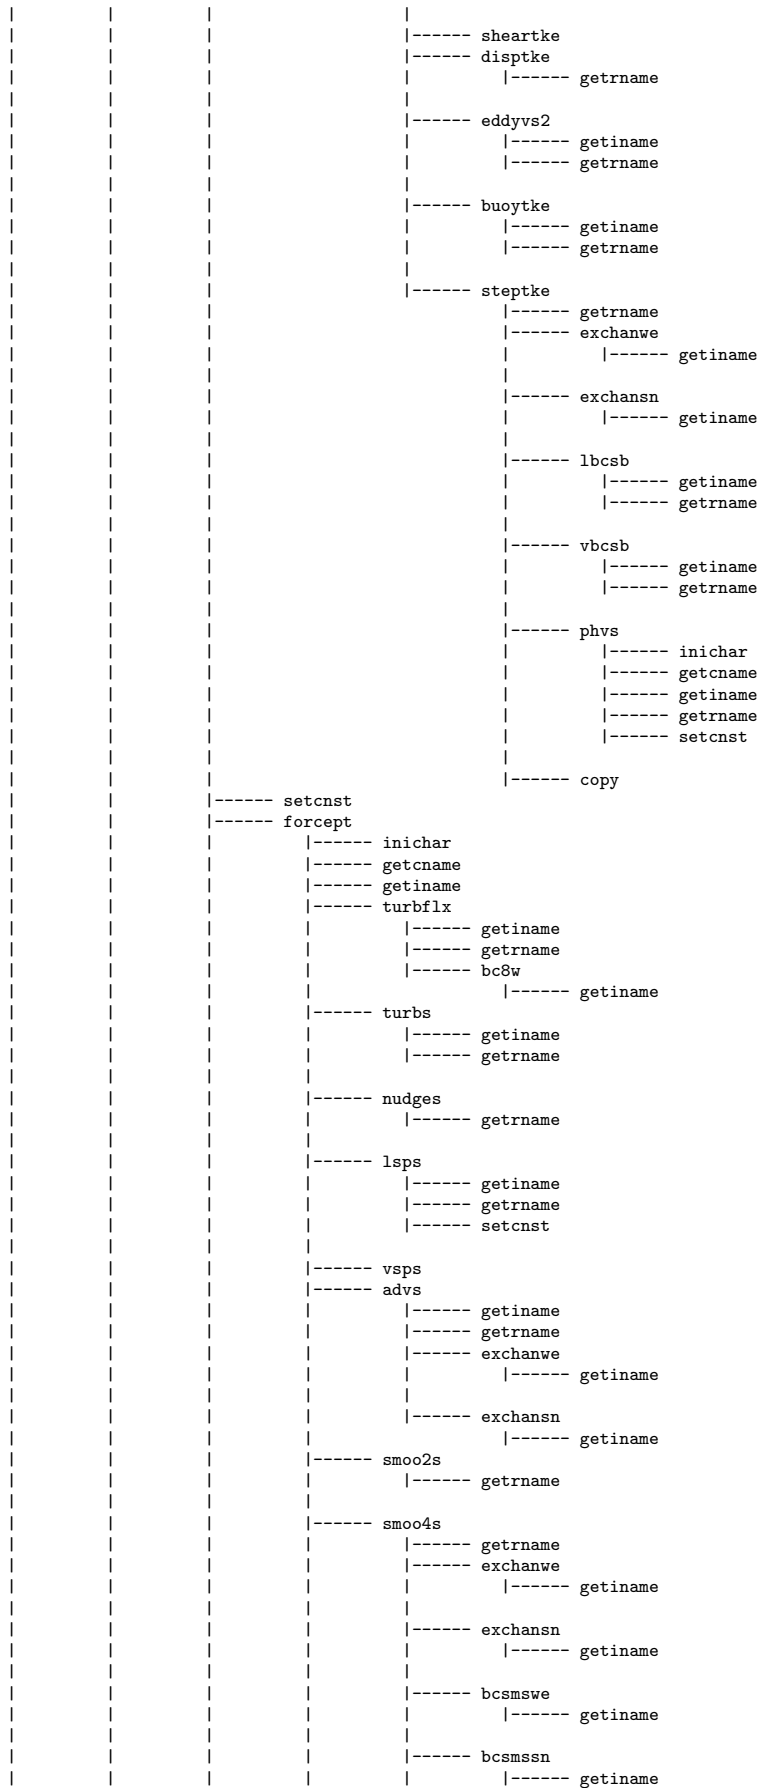 |           |           |                       |
|           |           |                       |------ sheartke
|           |           |                       |------ disptke
|           |           |                       |           |------ getrname
|           |           |                       |
|           |           |                       |------ eddyvs2
|           |           |                       |           |------ getiname
|           |           |                       |           |------ getrname
|           |           |                       |
|           |           |                       |------ buoytke
|           |           |                       |           |------ getiname
|           |           |                       |           |------ getrname
|           |           |                       |
|           |           |                       |------ steptke
|           |           |                                   |------ getrname
|           |           |                                   |------ exchanwe
|           |           |                                   |           |------ getiname
|           |           |                                   |
|           |           |                                   |------ exchansn
|           |           |                                   |           |------ getiname
|           |           |                                   |
|           |           |                                   |------ lbcsb
|           |           |                                   |           |------ getiname
|           |           |                                   |           |------ getrname
|           |           |                                   |
|           |           |                                   |------ vbcsb
|           |           |                                   |           |------ getiname
|           |           |                                   |           |------ getrname
|           |           |                                   |
|           |           |                                   |------ phvs
|           |           |                                   |           |------ inichar
|           |           |                                   |           |------ getcname
|           |           |                                   |           |------ getiname
|           |           |                                   |           |------ getrname
|           |           |                                   |           |------ setcnst
|           |           |                                   |
|           |           |                                   |------ copy
|           |           |------ setcnst
|           |           |------ forcept
|           |           |           |------ inichar
|           |           |           |------ getcname
|           |           |           |------ getiname
|           |           |           |------ turbflx
|           |           |           |           |------ getiname
|           |           |           |           |------ getrname
|           |           |           |           |------ bc8w
|           |           |           |                       |------ getiname
|           |           |           |------ turbs
|           |           |           |           |------ getiname
|           |           |           |           |------ getrname
|           |           |           |
|           |           |           |------ nudges
|           |           |           |           |------ getrname
|           |           |           |
|           |           |           |------ lsps
|           |           |           |           |------ getiname
|           |           |           |           |------ getrname
|           |           |           |           |------ setcnst
|           |           |           |
|           |           |           |------ vsps
|           |           |           |------ advs
|           |           |           |           |------ getiname
|           |           |           |           |------ getrname
|           |           |           |           |------ exchanwe
|           |           |           |           |           |------ getiname
|           |           |           |           |
|           |           |           |           |------ exchansn
|           |           |           |                       |------ getiname
|           |           |           |------ smoo2s
|           |           |           |           |------ getrname
|           |           |           |
|           |           |           |------ smoo4s
|           |           |           |           |------ getrname
|           |           |           |           |------ exchanwe
|           |           |           |           |           |------ getiname
|           |           |           |           |
|           |           |           |           |------ exchansn
|           |           |           |           |           |------ getiname
|           |           |           |           |
|           |           |           |           |------ bcsmswe
|           |           |           |           |           |------ getiname
|           |           |           |           |
|           |           |           |           |------ bcsmssn
|           |           |           |           |           |------ getiname